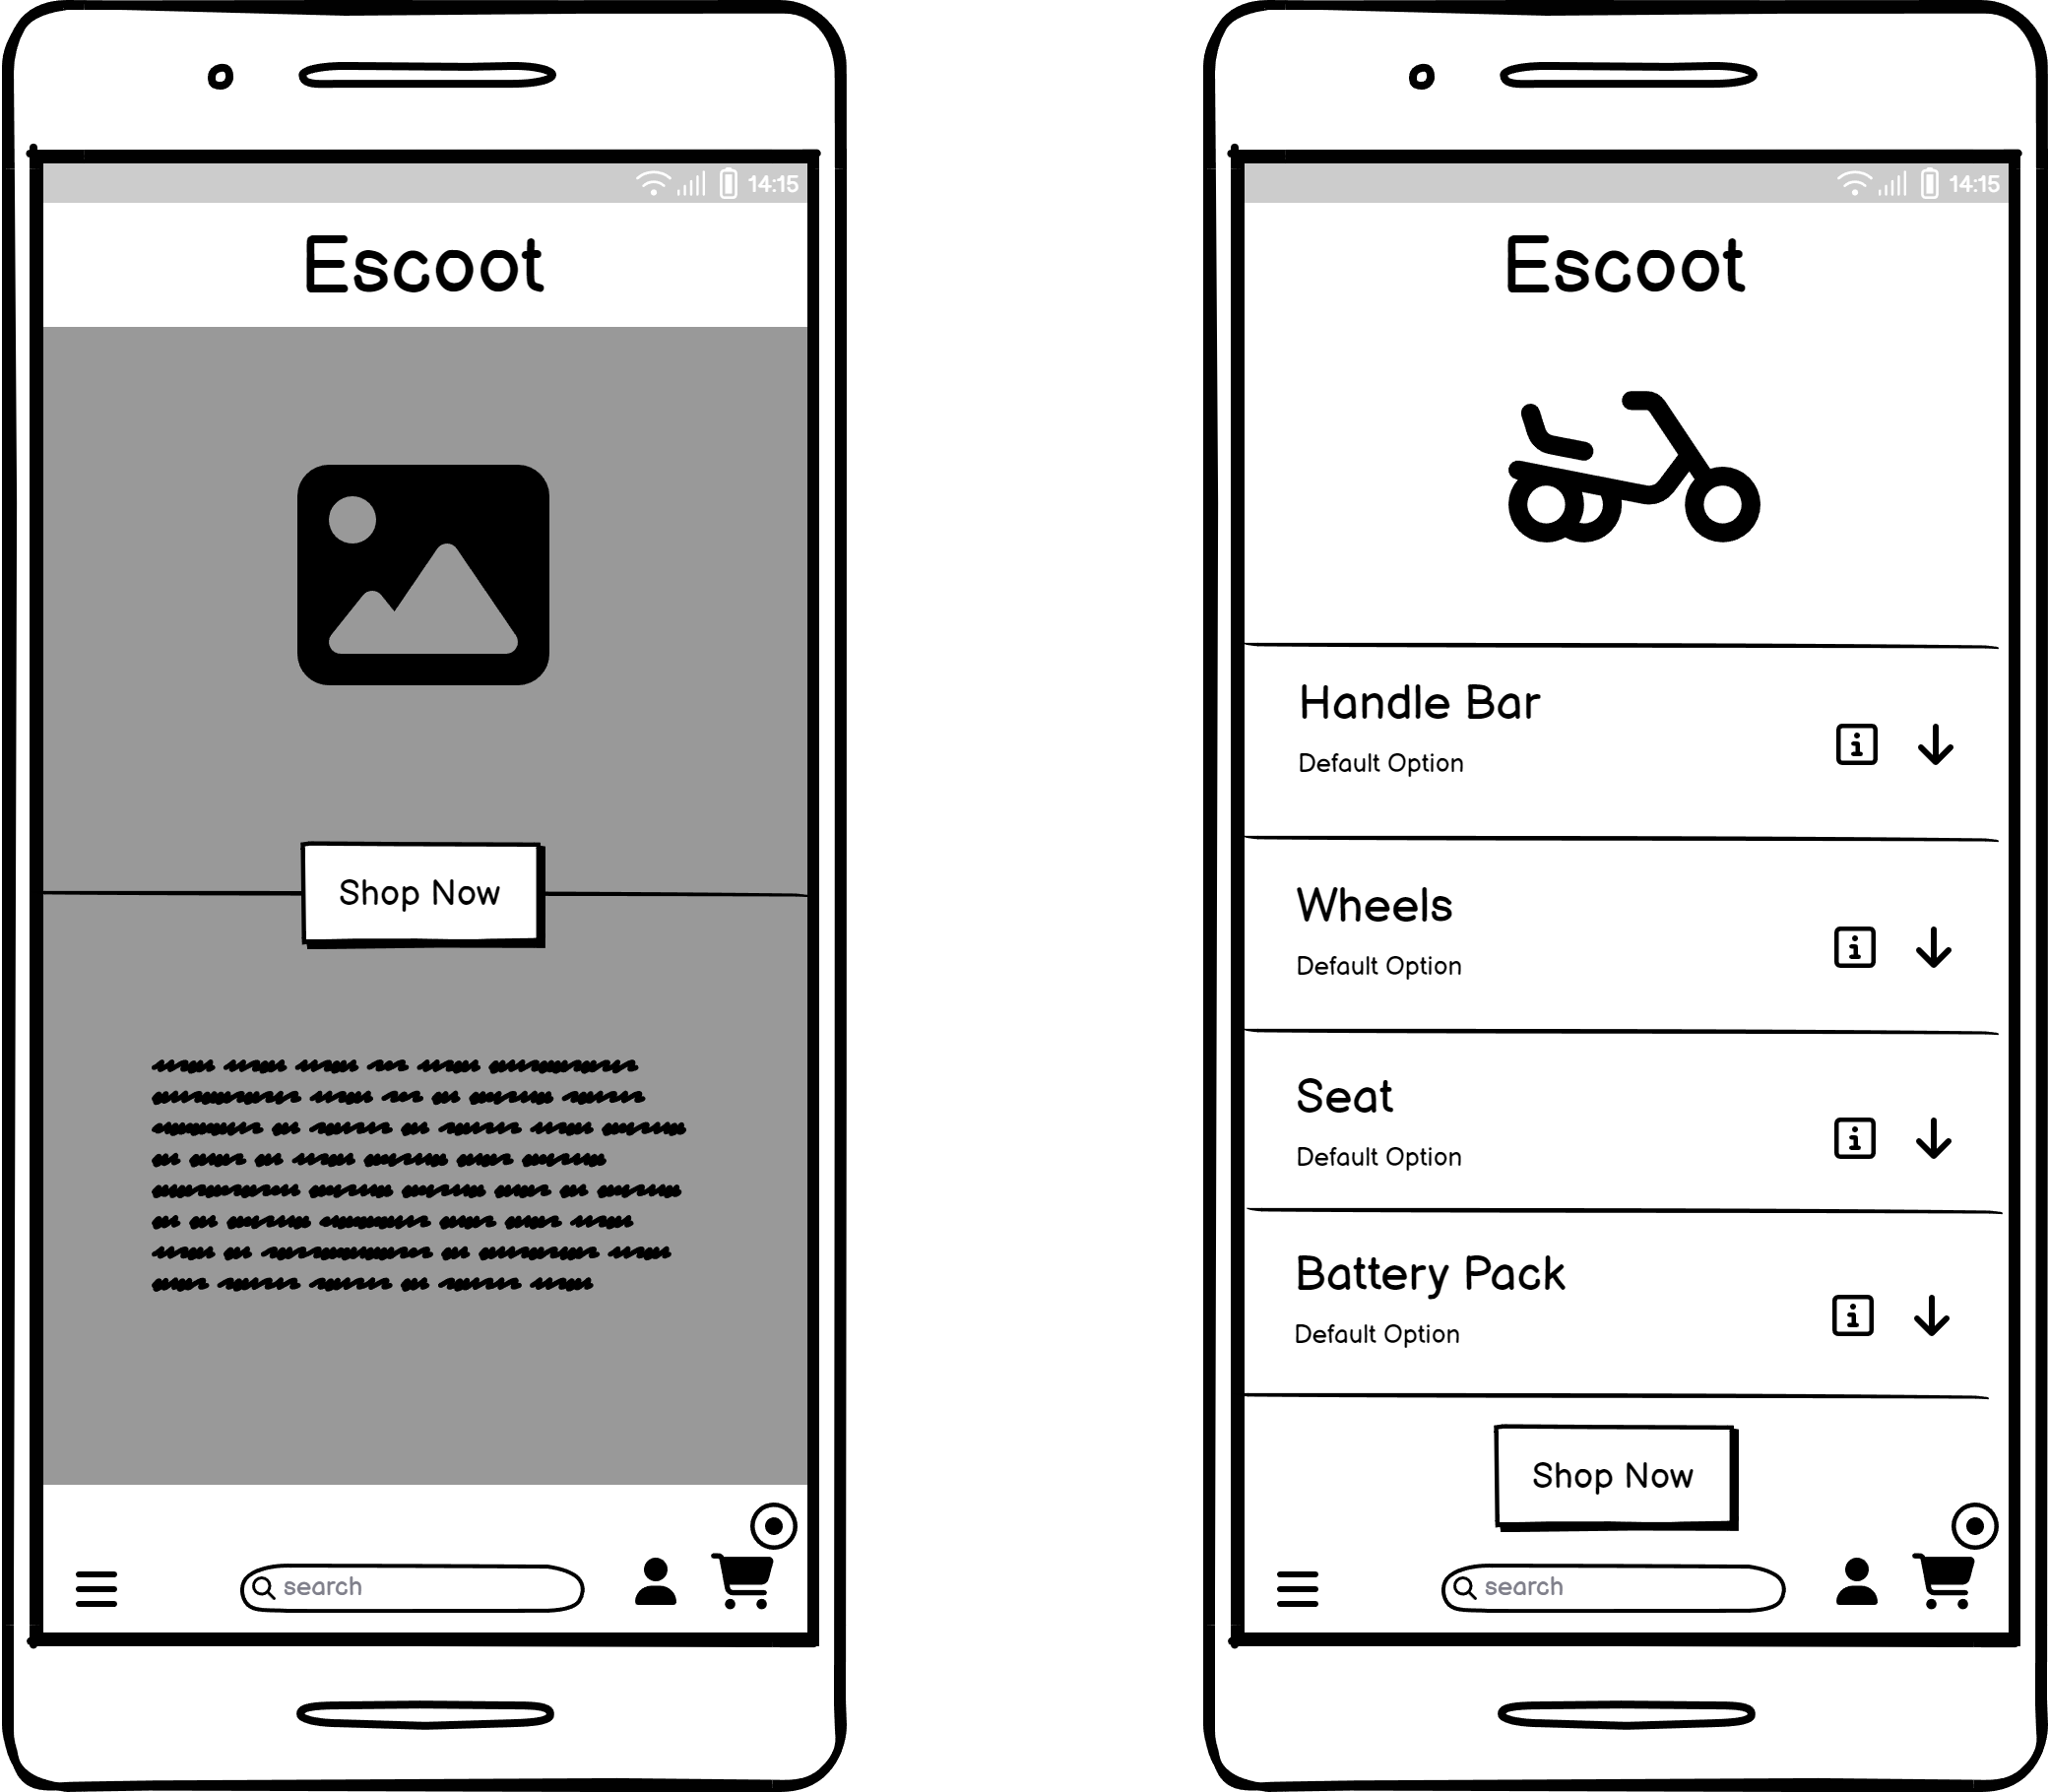 14:15
Escoot
Shop Now
search
14:15
Escoot
Handle Bar
Default Option
Wheels
Default Option
Seat
Default Option
Battery Pack
Default Option
Shop Now
search